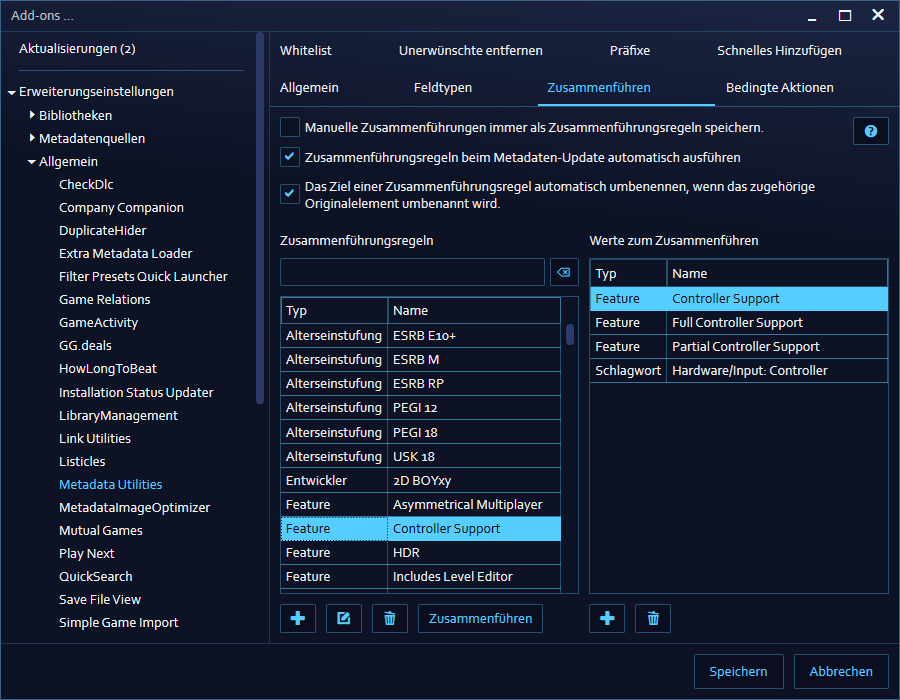 Add-ons ...
Aktualisierungen (2)
Erweiterungseinstellungen
Bibliotheken
Metadatenquellen
Allgemein
CheckDlc
Company Companion
DuplicateHider
Extra Metadata Loader
Filter Presets Quick Launcher
Game Relations
GameActivity
GG.deals
HowLongToBeat
Installation Status Updater
LibraryManagement
Link Utilities
Listicles
Metadata Utilities
MetadataImageOptimizer
Mutual Games
Play Next
QuickSearch
Save File View
Simple Game Import
Whitelist Unerwünschte entfernen Präfixe Schnelles Hinzufügen
Allgemein Feldtypen Zusammenführen Bedingte Aktionen
Manuelle Zusammenführungen immer als Zusammenführungsregeln speichern.
Zusammenführungsregeln beim Metadaten-Update automatisch ausführen
Das Ziel einer Zusammenführungsregel automatisch umbenennen, wenn das zugehörige
Originalelement umbenannt wird.
Zusammenführungsregeln
Typ Name
Alterseinstufung ESRB E10+
Alterseinstufung ESRB M
Alterseinstufung ESRB RP
Alterseinstufung PEGI 12
Alterseinstufung PEGI 18
Alterseinstufung USK 18
Entwickler 2D BOYxy
Feature Asymmetrical Multiplayer
Feature Controller Support
Feature HDR
Feature Includes Level Editor
Zusammenführen
Werte zum Zusammenführen
Typ Name
Feature Controller Support
Feature Full Controller Support
Feature Partial Controller Support
Schlagwort Hardware/Input: Controller
Speichern Abbrechen